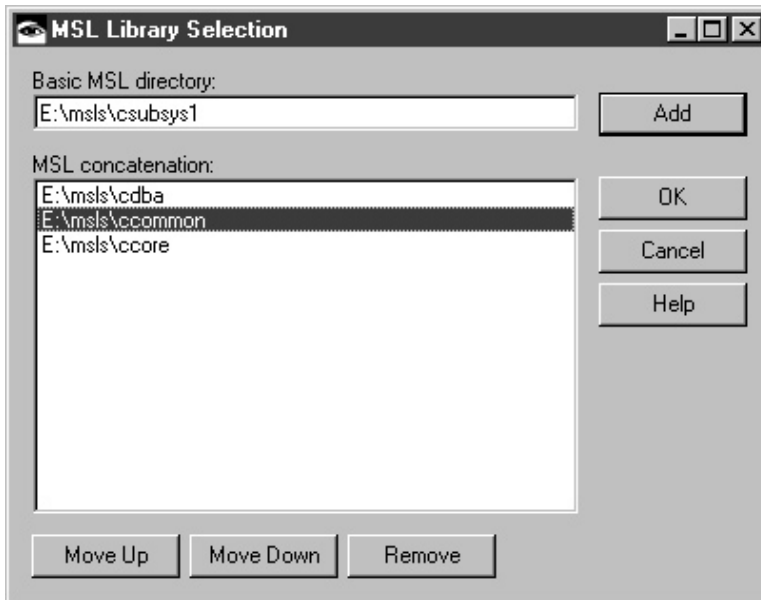 MSL Library Selection
Basic MSL directory:
E:\msls\csubsys1
Add
MSL concatenation:
E:\msls\cdba
E:\msls\ccommon
E:\msls\ccore
OK
Cancel
Help
Move Up
Move Down
Remove